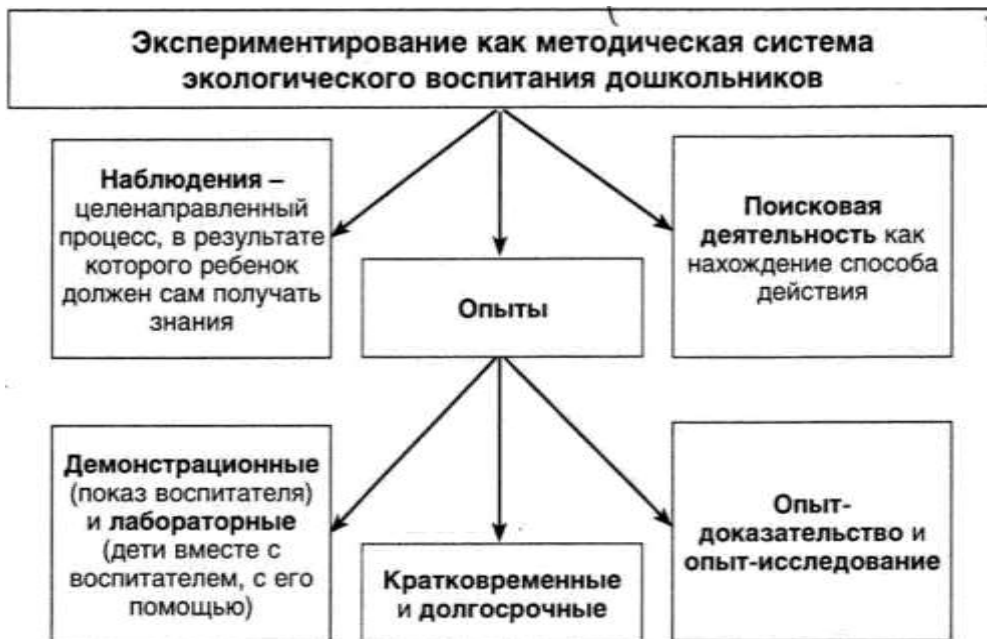 Экспериментирование как методическая система
экологического воспитания дошкольников
Наблюдения –
целенаправленный
процесс, в результате
которого ребенок
должен сам получать
знания
Опыты
Поисковая
деятельность как
нахождение способа
действия
Демонстрационные
(показ воспитателя)
и лабораторные
(дети вместе с
воспитателем, с его
помощью)
Кратковременные
и долгосрочные
Опыт-
доказательство и
опыт-исследование